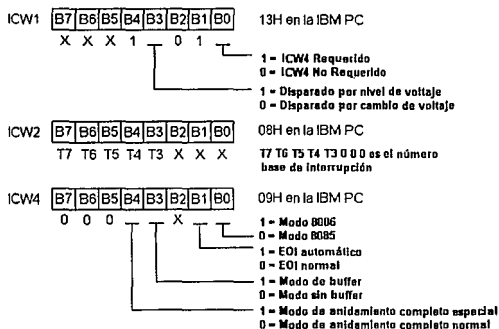 ICW1 B7 B6 B5 B4 B3 B2 B1 B0 13H en la IBM PC
X X X 1 0 1
1 = ICW4 Requerido
0 = ICW4 No Requerido
1 = Disparado por nivel de voltaje
0 = Disparado por cambio de voltaje
ICW2 B7 B6 B5 B4 B3 B2 B1 B0 08H en la IBM PC
T7 T6 T5 T4 T3 X X X
T7 T6 T5 T4 T3 0 0 0 es el número
base de interrupción
ICW4 B7 B6 B5 B4 B3 B2 B1 B0 09H en la IBM PC
0 0 0 X
1 = Modo 8086
0 = Modo 8085
1 = EOI automático
0 = EOI normal
1 = Modo de buffer
0 = Modo sin buffer
1 = Modo de anidamiento completo especial
0 = Modo de anidamiento completo normal